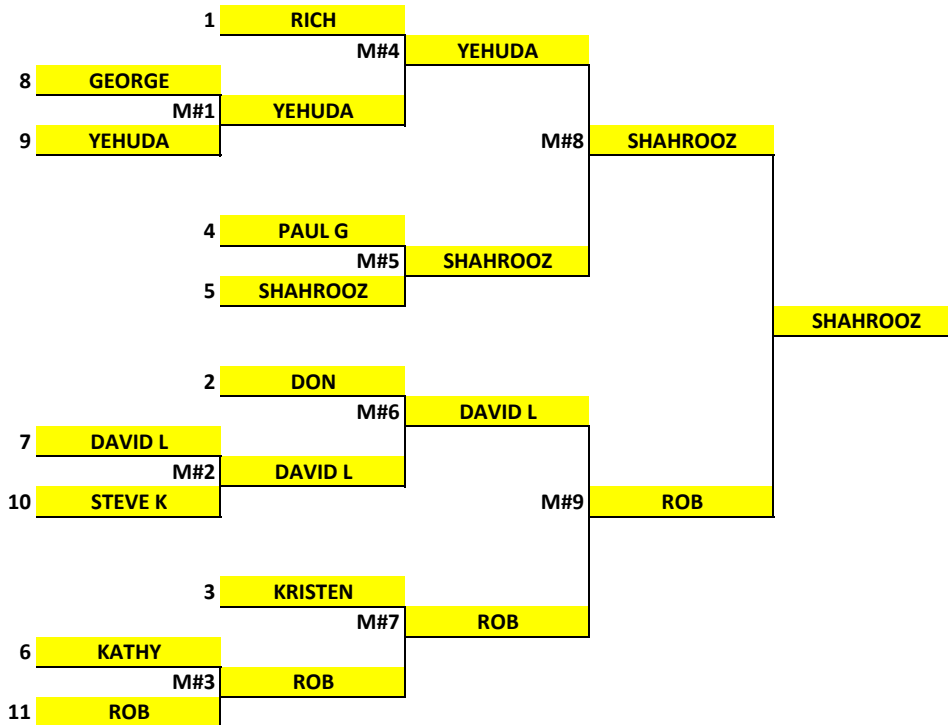 1 RICH
M#4 YEHUDA
8 GEORGE
M#1 YEHUDA
9 YEHUDA
M#8 SHAHROOZ
4 PAUL G
M#5 SHAHROOZ
5 SHAHROOZ
SHAHROOZ
2 DON
M#6 DAVID L
7 DAVID L
M#2 DAVID L
10 STEVE K
M#9 ROB
3 KRISTEN
M#7 ROB
6 KATHY
M#3 ROB
11 ROB